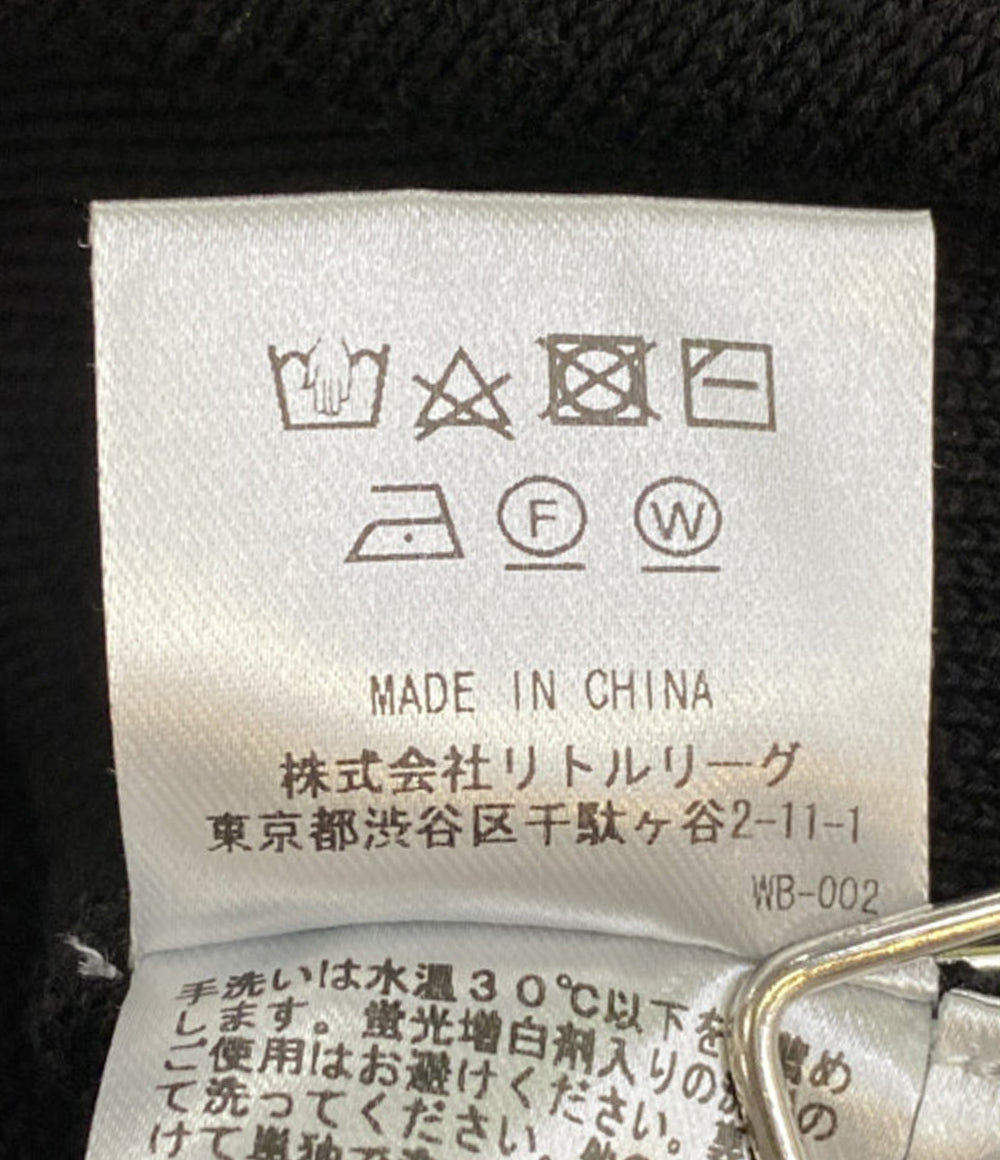 F W
MADE IN CHINA
株式会社リトルリーグ
東京都渋谷区千駄ヶ谷2-11-1
WB-002
手洗いは水温30℃以下を
します。蛍光増白剤入りの
ご使用はお避けください。
て洗ってください。